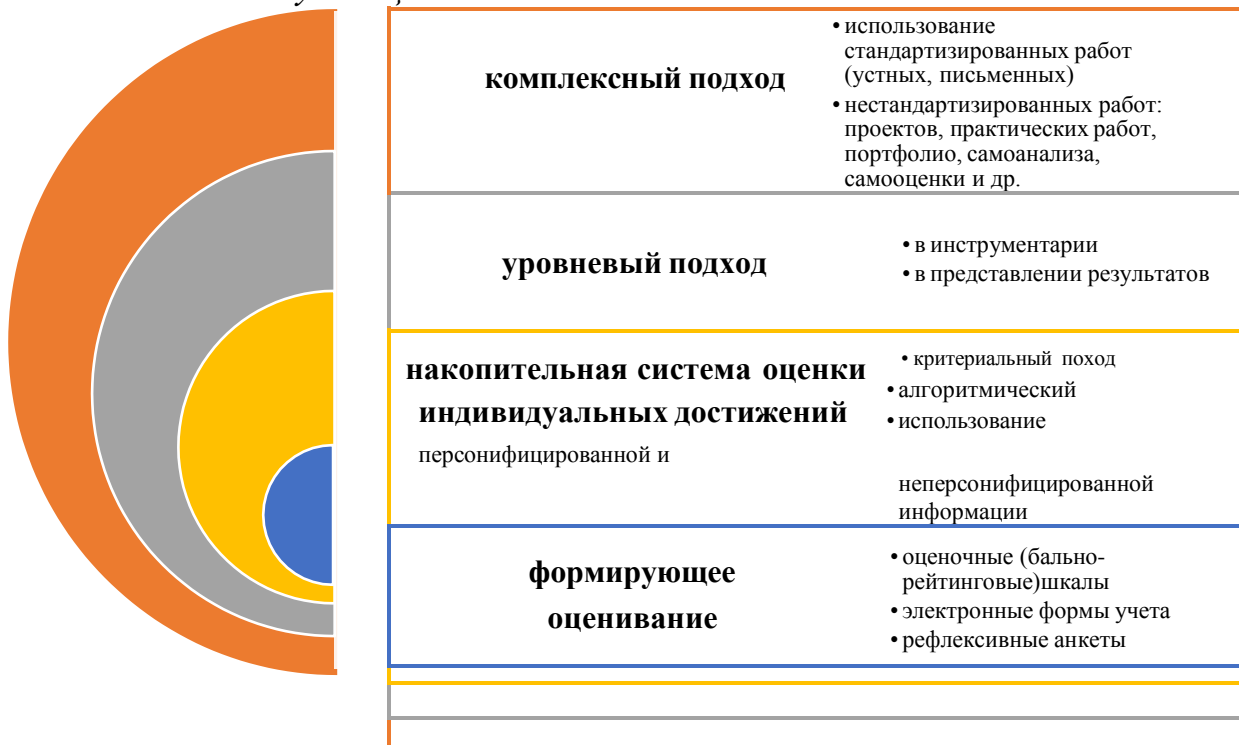 комплексный подход
• использование
стандартизированных работ
(устных, письменных)
• нестандартизированных работ:
проектов, практических работ,
портфолио, самоанализа,
самооценки и др.
уровневый подход
• в инструментарии
• в представлении результатов
накопительная система оценки
индивидуальных достижений
персонифицированной и
• критериальный поход
• алгоритмический
• использование
неперсонифицированной
информации
формирующее
оценивание
• оценочные (бально-
рейтинговые)шкалы
• электронные формы учета
• рефлексивные анкеты